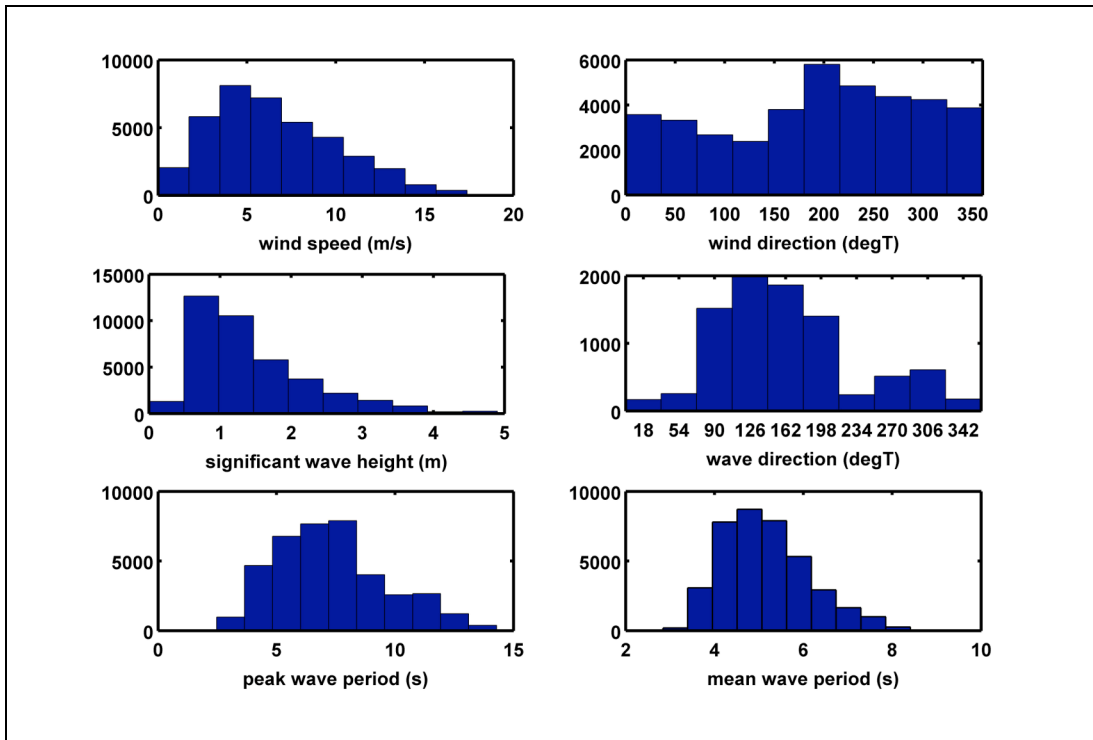 10000
5000
0
0 5 10 15 20
wind speed (m/s)
6000
4000
2000
0
0 50 100 150 200 250 300 350
wind direction (degT)
15000
10000
5000
0
0 1 2 3 4 5
significant wave height (m)
2000
1000
0
18 54 90 126 162 198 234 270 306 342
wave direction (degT)
10000
5000
0
0 5 10 15
peak wave period (s)
10000
5000
0
2 4 6 8 10
mean wave period (s)